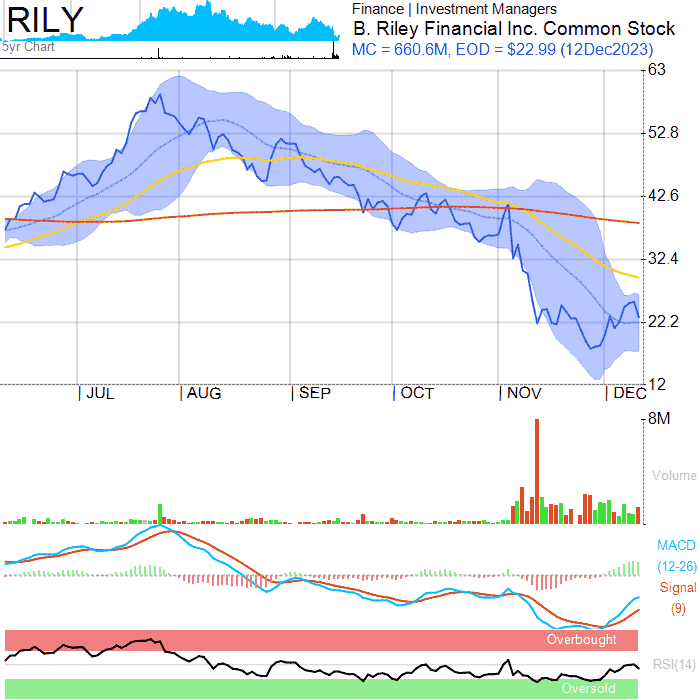 RILY
5yr Chart
Finance | Investment Managers
B. Riley Financial Inc. Common Stock
MC = 660.6M, EOD = $22.99 (12Dec2023)
63
52.8
42.6
32.4
22.2
12
| JUL | AUG | SEP | OCT | NOV | DEC
8M
Volume
MACD
(12-26)
Signal
(9)
Overbought
RSI(14)
Oversold